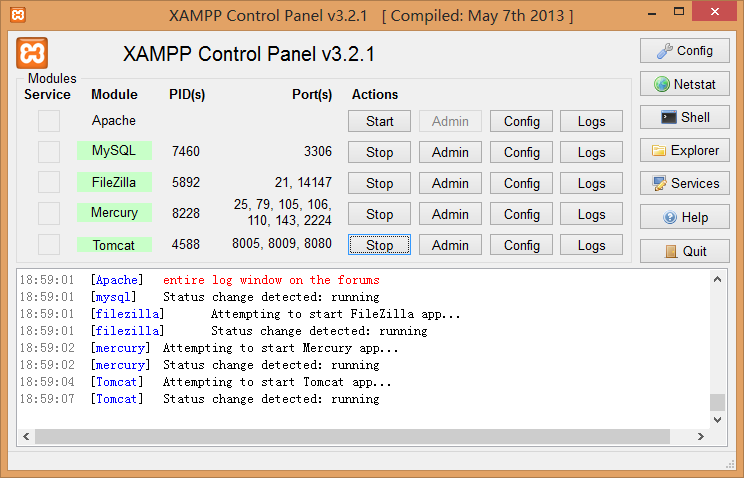 XAMPP Control Panel v3.2.1 [ Compiled: May 7th 2013 ]
XAMPP Control Panel v3.2.1
Modules
Service Module PID(s) Port(s) Actions
Apache Start Admin Config Logs
MySQL 7460 3306 Stop Admin Config Logs
FileZilla 5892 21, 14147 Stop Admin Config Logs
Mercury 8228 25, 79, 105, 106, Stop Admin Config Logs
110, 143, 2224
Tomcat 4588 8005, 8009, 8080 Stop Admin Config Logs
Config
Netstat
Shell
Explorer
Services
Help
Quit
18:59:01 [Apache] entire log window on the forums
18:59:01 [mysql] Status change detected: running
18:59:01 [filezilla] Attempting to start FileZilla app...
18:59:01 [filezilla] Status change detected: running
18:59:02 [mercury] Attempting to start Mercury app...
18:59:02 [mercury] Status change detected: running
18:59:04 [Tomcat] Attempting to start Tomcat app...
18:59:07 [Tomcat] Status change detected: running